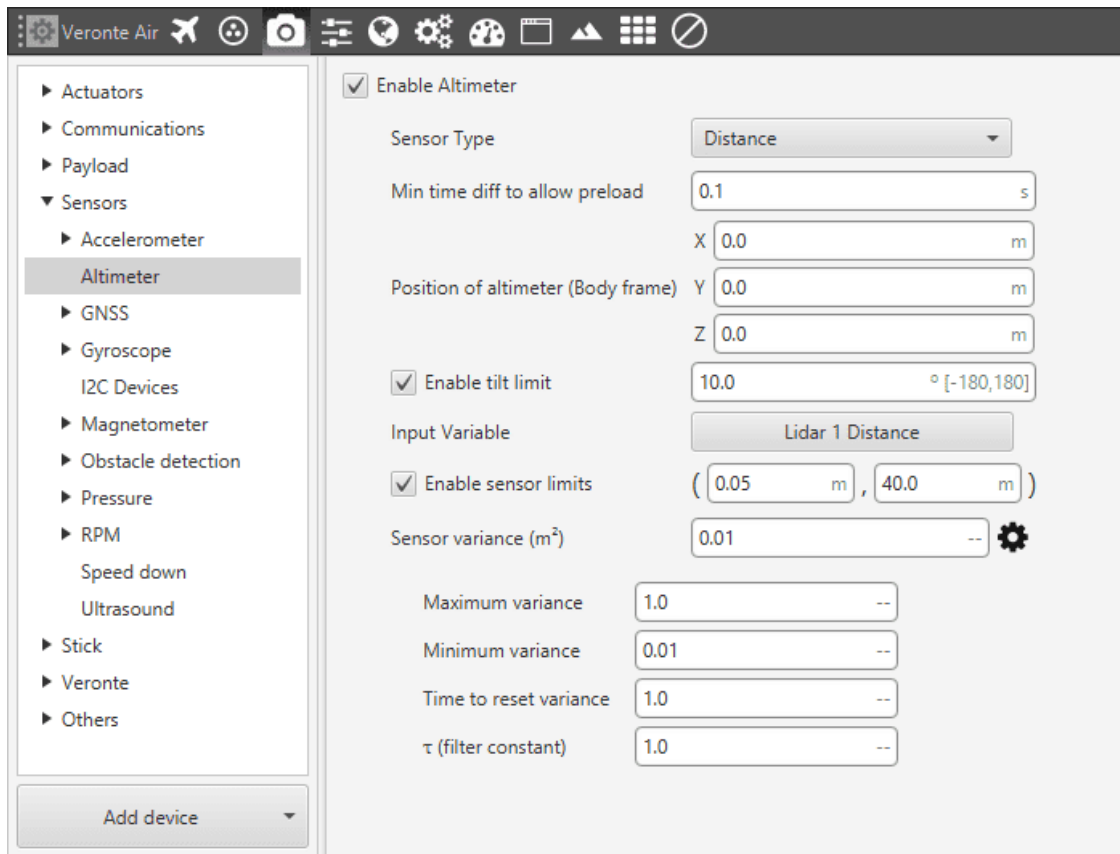 Veronte Air
Actuators
Communications
Payload
Sensors
Accelerometer
Altimeter
GNSS
Gyroscope
I2C Devices
Magnetometer
Obstacle detection
Pressure
RPM
Speed down
Ultrasound
Stick
Veronte
Others
Add device
Enable Altimeter
Sensor Type Distance
Min time diff to allow preload 0.1 s
X 0.0 m
Position of altimeter (Body frame) Y 0.0 m
Z 0.0 m
Enable tilt limit 10.0 º [-180,180]
Input Variable Lidar 1 Distance
Enable sensor limits ( 0.05 m , 40.0 m )
Sensor variance (m²) 0.01 --
Maximum variance 1.0 --
Minimum variance 0.01 --
Time to reset variance 1.0 --
τ (filter constant) 1.0 --